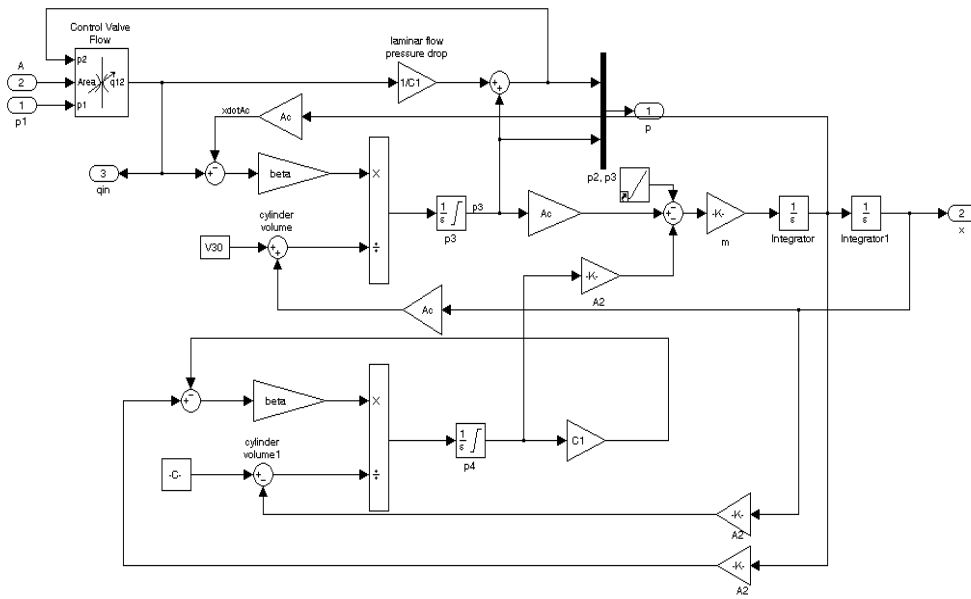 Control Valve
Flow
p2
Area
q12
p1
A
2
1
p1
laminar flow
pressure drop
1/C1
+
+
1
p
p2, p3
xdotAc
Ac
3
qin
+
−
beta
×
÷
1
s
p3
p3
Ac
−
+
−
-K-
m
1
s
Integrator
1
s
Integrator1
2
x
cylinder
volume
V30
+
+
-K-
A2
Ac
+
−
beta
×
÷
1
s
p4
C1
cylinder
volume1
-C-
+
−
-K-
A2
-K-
A2